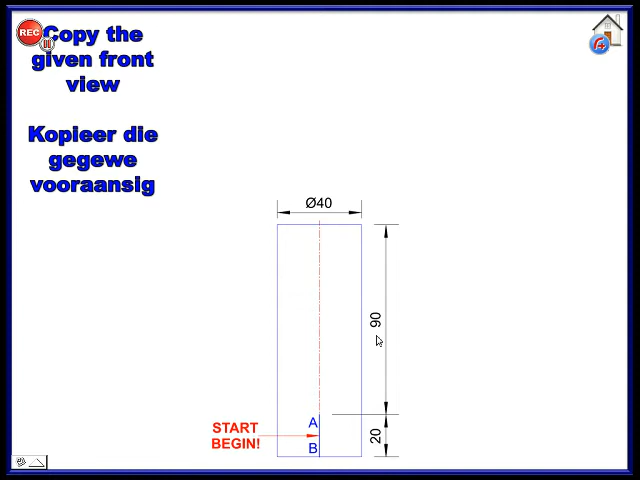 REC
Copy the
given front
view
Kopieer die
gegewe
vooraansig
Ø40
90
A
START
BEGIN!
20
B